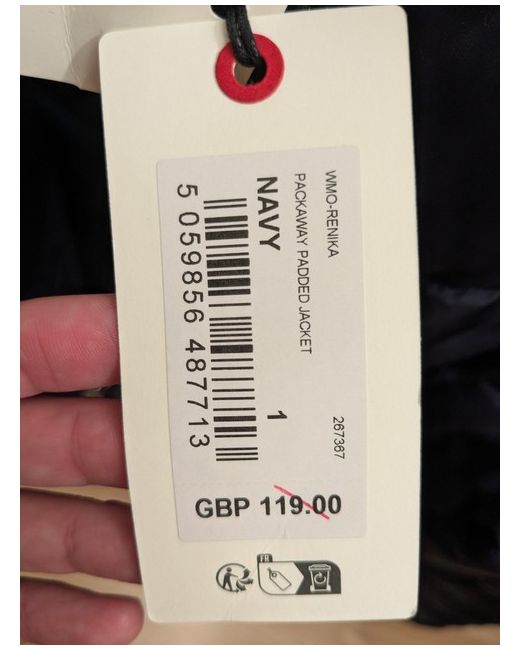 WMO-RENIKA
267367
PACKAWAY PADDED JACKET
NAVY
1
5 059856 487713
GBP 119.00
FR